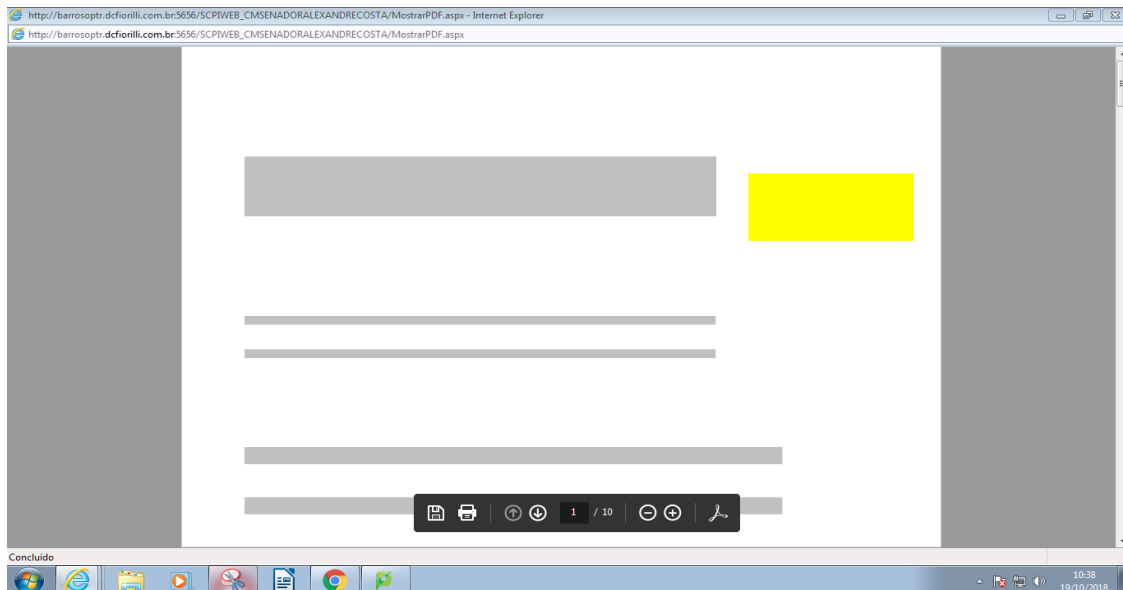 http://barrosoptr.dcfiorilli.com.br:5656/SCPIWEB_CMSENADORALEXANDRECOSTA/MostrarPDF.aspx - Internet Explorer
http://barrosoptr.dcfiorilli.com.br:5656/SCPIWEB_CMSENADORALEXANDRECOSTA/MostrarPDF.aspx
1 / 10
Concluído
10:38
19/10/2018